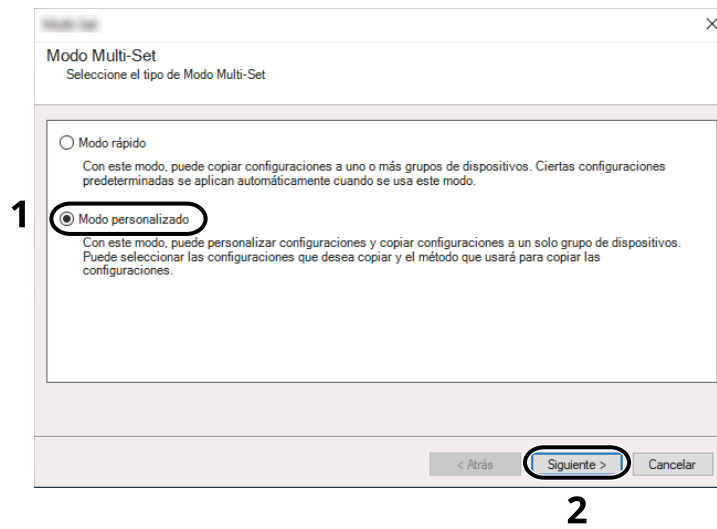 Modo Multi-Set
Seleccione el tipo de Modo Multi-Set
Modo rápido
Con este modo, puede copiar configuraciones a uno o más grupos de dispositivos. Ciertas configuraciones
predeterminadas se aplican automáticamente cuando se usa este modo.
1
Modo personalizado
Con este modo, puede personalizar configuraciones y copiar configuraciones a un solo grupo de dispositivos.
Puede seleccionar las configuraciones que desea copiar y el método que usará para copiar las
configuraciones.
< Atrás Siguiente > Cancelar
2